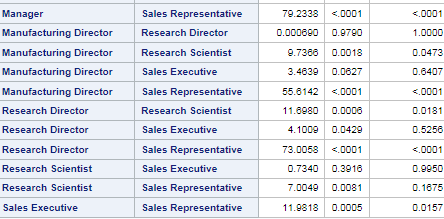 Manager Sales Representative 79.2338 <.0001 <.0001
Manufacturing Director Research Director 0.000690 0.9790 1.0000
Manufacturing Director Research Scientist 9.7366 0.0018 0.0473
Manufacturing Director Sales Executive 3.4639 0.0627 0.6407
Manufacturing Director Sales Representative 55.6142 <.0001 <.0001
Research Director Research Scientist 11.6980 0.0006 0.0181
Research Director Sales Executive 4.1009 0.0429 0.5256
Research Director Sales Representative 73.0058 <.0001 <.0001
Research Scientist Sales Executive 0.7340 0.3916 0.9950
Research Scientist Sales Representative 7.0049 0.0081 0.1675
Sales Executive Sales Representative 11.9818 0.0005 0.0157